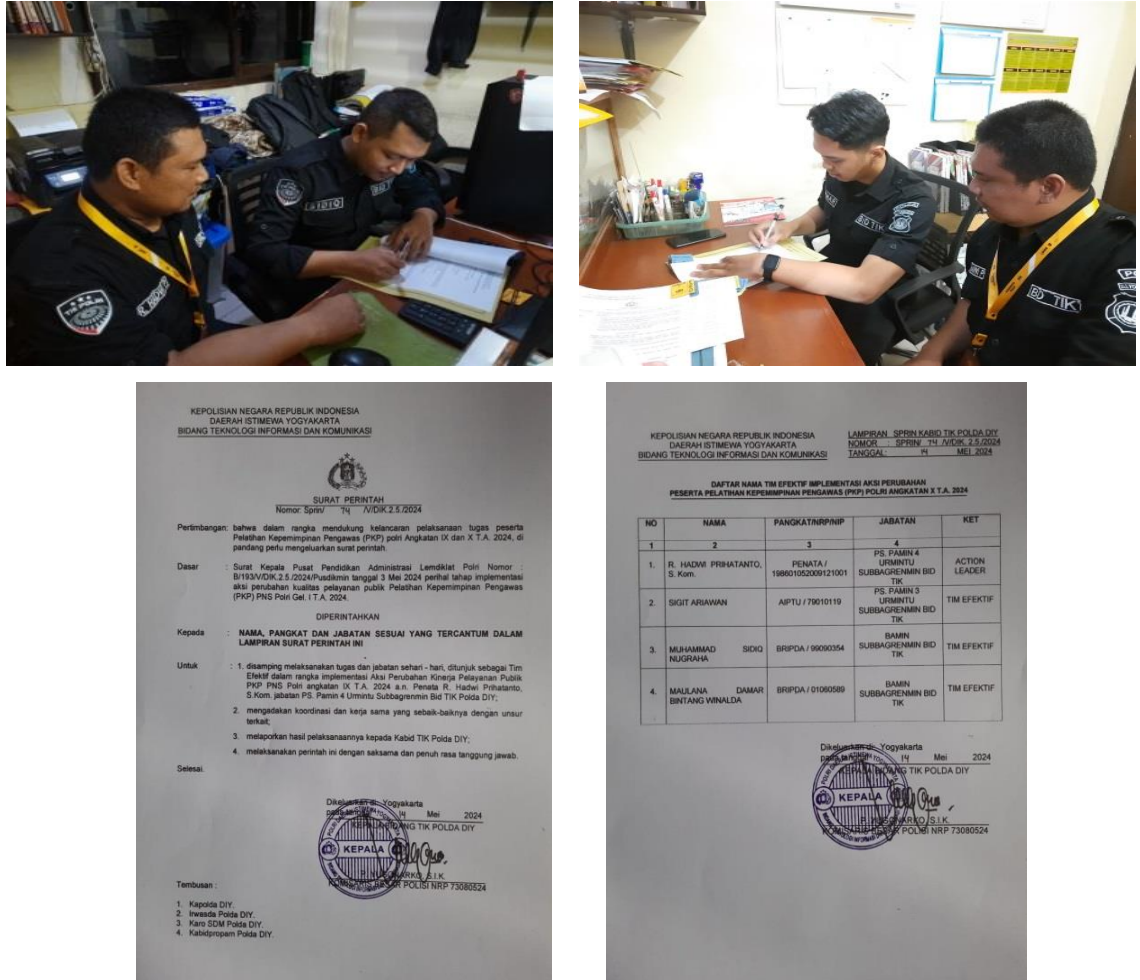 TIK POLRI
R. HADWI P
SIDIQ
BID TIK
BID TIK
BID TIK
KEPOLISIAN NEGARA REPUBLIK INDONESIA
DAERAH ISTIMEWA YOGYAKARTA
BIDANG TEKNOLOGI INFORMASI DAN KOMUNIKASI
SURAT PERINTAH
Nomor: Sprin/ 74 /V/DIK.2.5./2024
Pertimbangan: bahwa dalam rangka mendukung kelancaran pelaksanaan tugas peserta
Pelatihan Kepemimpinan Pengawas (PKP) polri Angkatan IX dan X T.A. 2024, di
pandang perlu mengeluarkan surat perintah.
Dasar : Surat Kepala Pusat Pendidikan Administrasi Lemdiklat Polri Nomor :
B/193/V/DIK.2.5./2024/Pusdikmin tanggal 3 Mei 2024 perihal tahap implementasi
aksi perubahan kualitas pelayanan publik Pelatihan Kepemimpinan Pengawas
(PKP) PNS Polri Gel. I T.A. 2024.
DIPERINTAHKAN
Kepada : NAMA, PANGKAT DAN JABATAN SESUAI YANG TERCANTUM DALAM
LAMPIRAN SURAT PERINTAH INI
Untuk : 1. disamping melaksanakan tugas dan jabatan sehari - hari, ditunjuk sebagai Tim
Efektif dalam rangka implementasi Aksi Perubahan Kinerja Pelayanan Publik
PKP PNS Polri angkatan IX T.A. 2024 a.n. Penata R. Hadwi Prihatanto,
S.Kom. jabatan PS. Pamin 4 Urmintu Subbagrenmin Bid TIK Polda DIY;
2. mengadakan koordinasi dan kerja sama yang sebaik-baiknya dengan unsur
terkait;
3. melaporkan hasil pelaksanaannya kepada Kabid TIK Polda DIY;
4. melaksanakan perintah ini dengan saksama dan penuh rasa tanggung jawab.
Selesai.
Dikeluarkan di: Yogyakarta
pada tanggal 14 Mei 2024
KEPALA BIDANG TIK POLDA DIY
KEPALA
P. YUSONARKO, S.I.K.
KOMISARIS BESAR POLISI NRP 73080524
Tembusan :
1. Kapolda DIY.
2. Irwasda Polda DIY.
3. Karo SDM Polda DIY.
4. Kabidpropam Polda DIY.
KEPOLISIAN NEGARA REPUBLIK INDONESIA
DAERAH ISTIMEWA YOGYAKARTA
BIDANG TEKNOLOGI INFORMASI DAN KOMUNIKASI
LAMPIRAN SPRIN KABID TIK POLDA DIY
NOMOR : SPRIN/ 74 /V/DIK. 2.5./2024
TANGGAL: 14 MEI 2024
DAFTAR NAMA TIM EFEKTIF IMPLEMENTASI AKSI PERUBAHAN
PESERTA PELATIHAN KEPEMIMPINAN PENGAWAS (PKP) POLRI ANGKATAN X T.A. 2024
NO NAMA PANGKAT/NRP/NIP JABATAN KET
1 2 3 4
1. R. HADWI PRIHATANTO, S. Kom. PENATA / 198601052009121001 PS. PAMIN 4 URMINTU SUBBAGRENMIN BID TIK ACTION LEADER
2. SIGIT ARIAWAN AIPTU / 79010119 PS. PAMIN 3 URMINTU SUBBAGRENMIN BID TIK TIM EFEKTIF
3. MUHAMMAD SIDIQ NUGRAHA BRIPDA / 99090354 BAMIN SUBBAGRENMIN BID TIK TIM EFEKTIF
4. MAULANA DAMAR BINTANG WINALDA BRIPDA / 01060589 BAMIN SUBBAGRENMIN BID TIK TIM EFEKTIF
Dikeluarkan di: Yogyakarta
pada tanggal 14 Mei 2024
KEPALA BIDANG TIK POLDA DIY
KEPALA
P. YUSONARKO, S.I.K.
KOMISARIS BESAR POLISI NRP 73080524